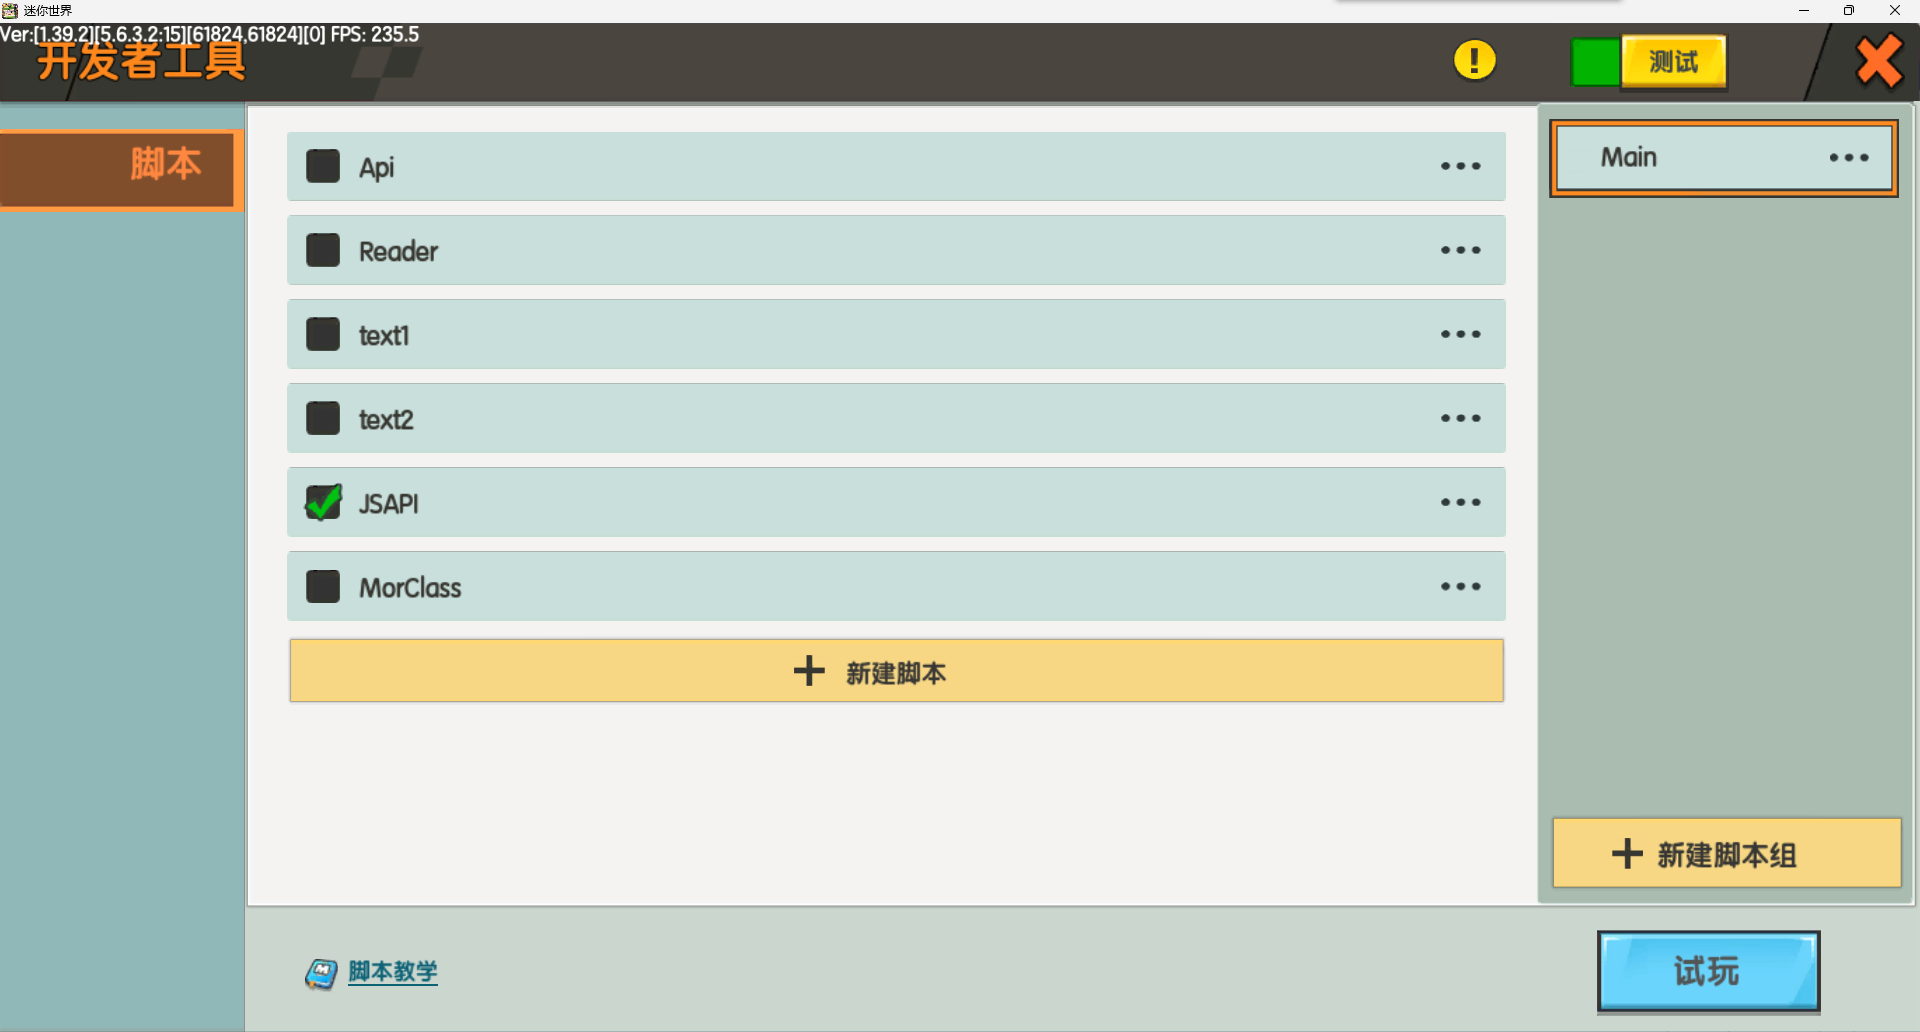 迷你世界
Ver:[1.39.2][5.6.3.2:15][61824,61824][0] FPS: 235.5
开发者工具
!
测试
脚本
Api
Reader
text1
text2
JSAPI
MorClass
+ 新建脚本
Main
+ 新建脚本组
脚本教学
试玩